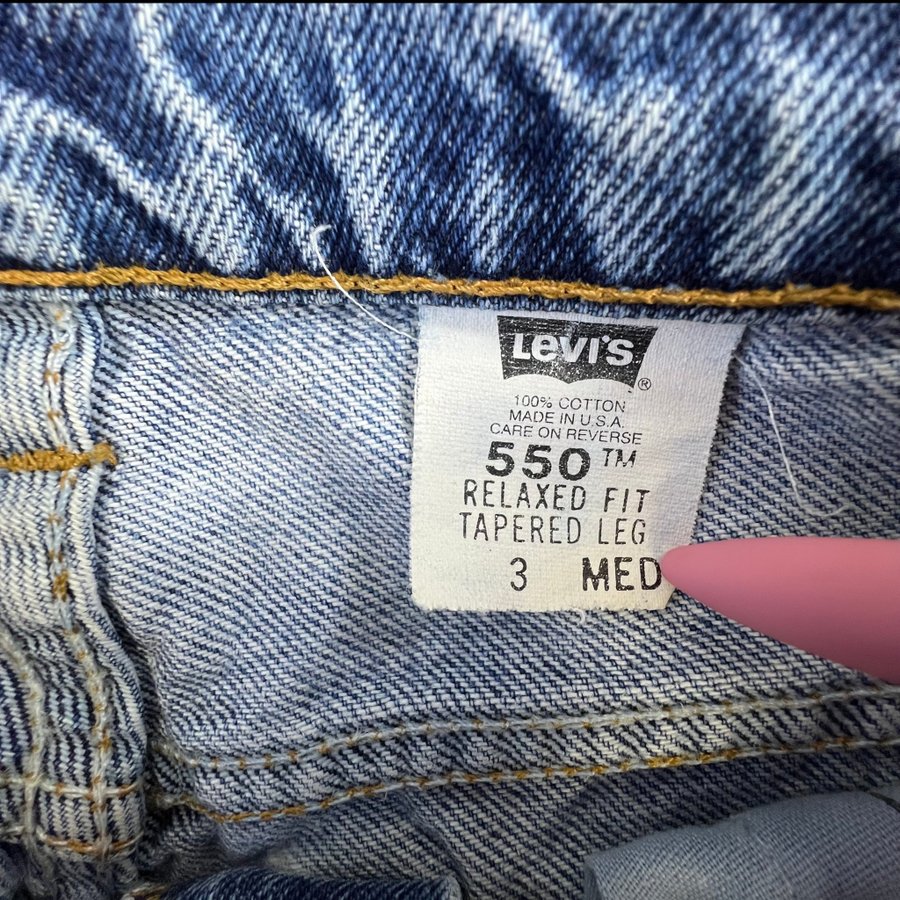 Levi's ®
100% COTTON
MADE IN U.S.A.
CARE ON REVERSE
550™
RELAXED FIT
TAPERED LEG
3 MED